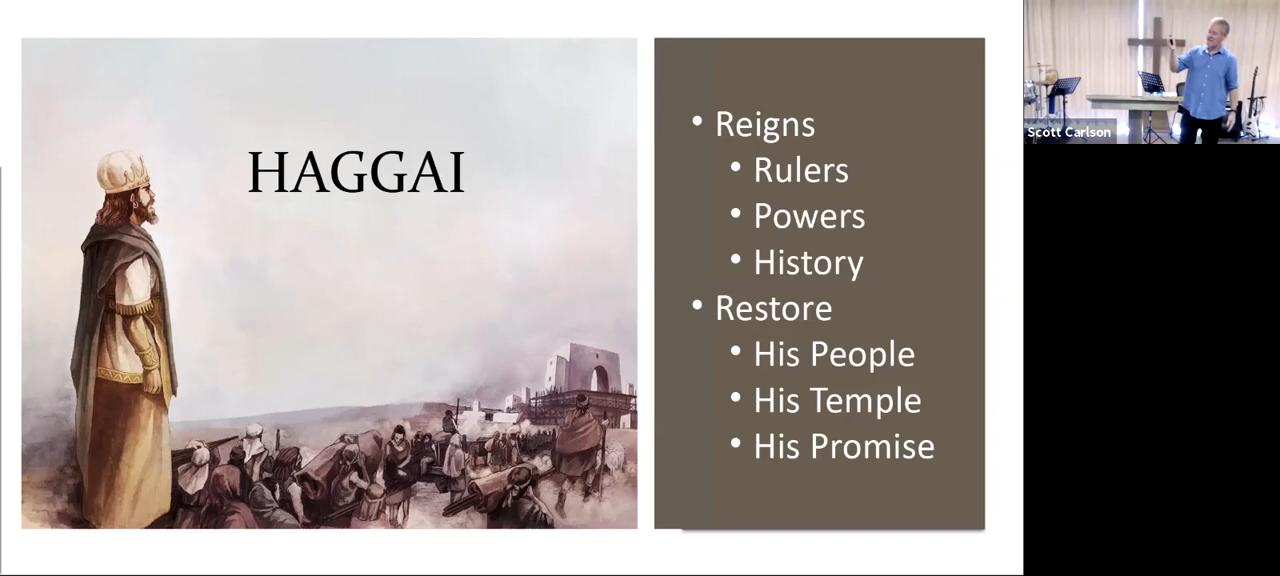 HAGGAI
• Reigns
• Rulers
• Powers
• History
• Restore
• His People
• His Temple
• His Promise
Scott Carlson